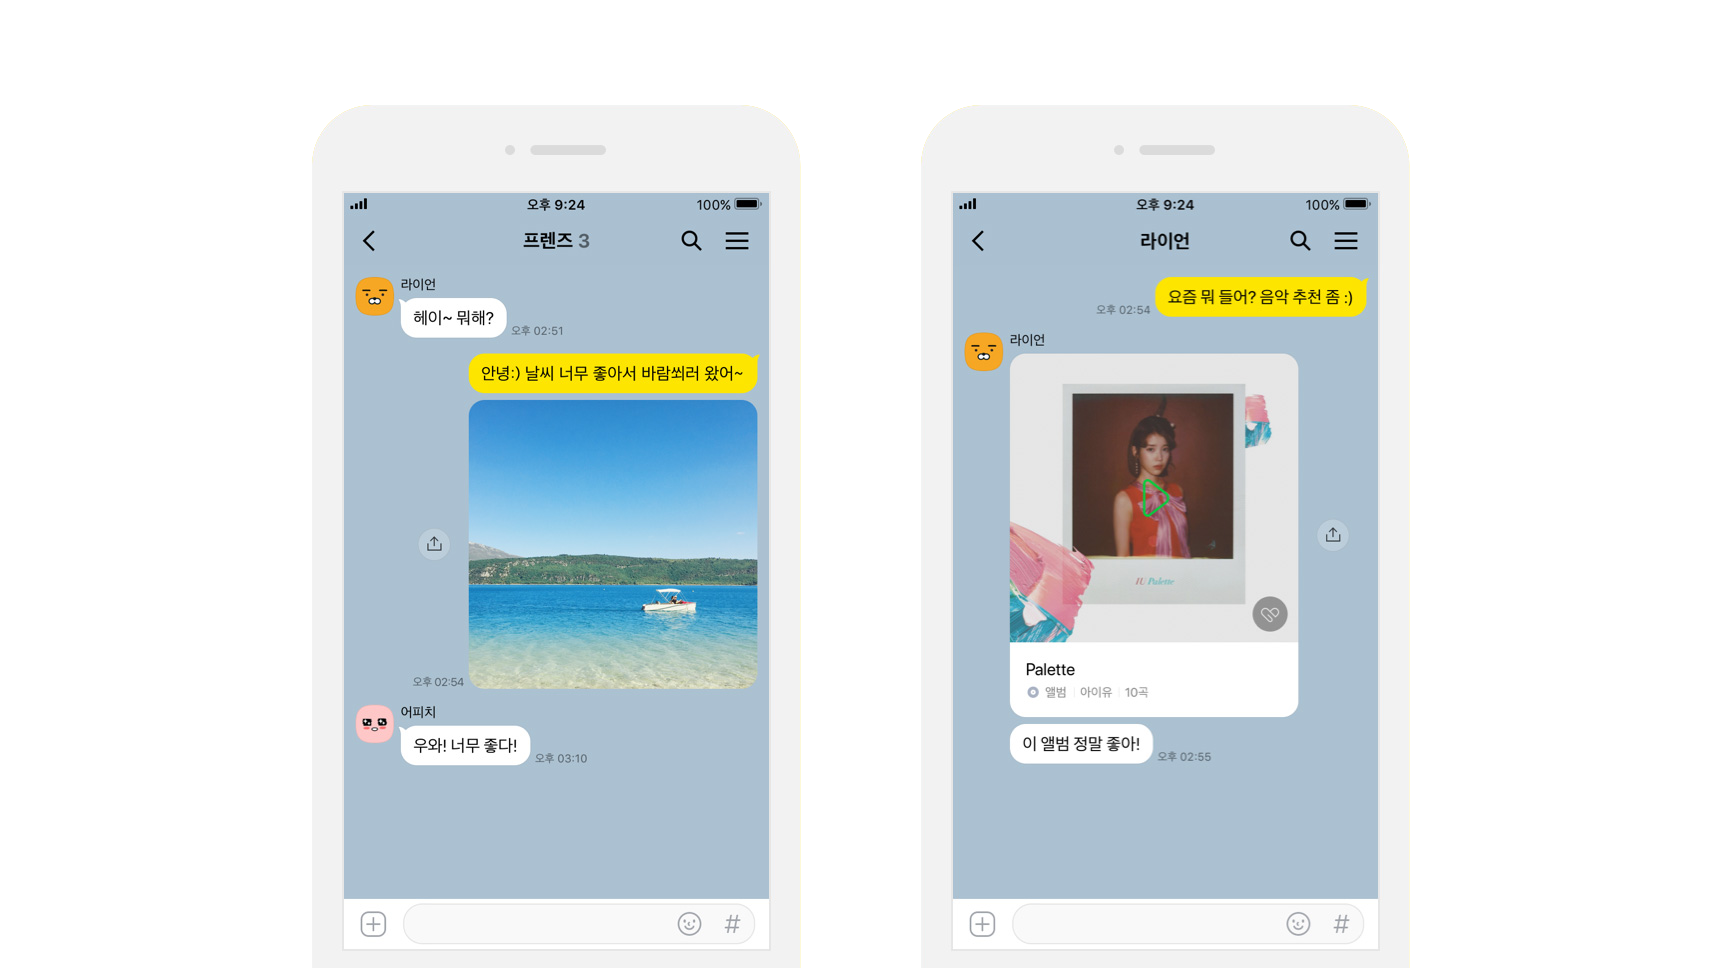 오후 9:24
100%
프렌즈 3
라이언
헤이~ 뭐해?
오후 02:51
안녕:) 날씨 너무 좋아서 바람쐬러 왔어~
오후 02:54
어피치
우와! 너무 좋다!
오후 03:10
#
오후 9:24
100%
라이언
요즘 뭐 들어? 음악 추천 좀 :)
오후 02:54
라이언
IU Palette
Palette
앨범 | 아이유 | 10곡
이 앨범 정말 좋아!
오후 02:55
#